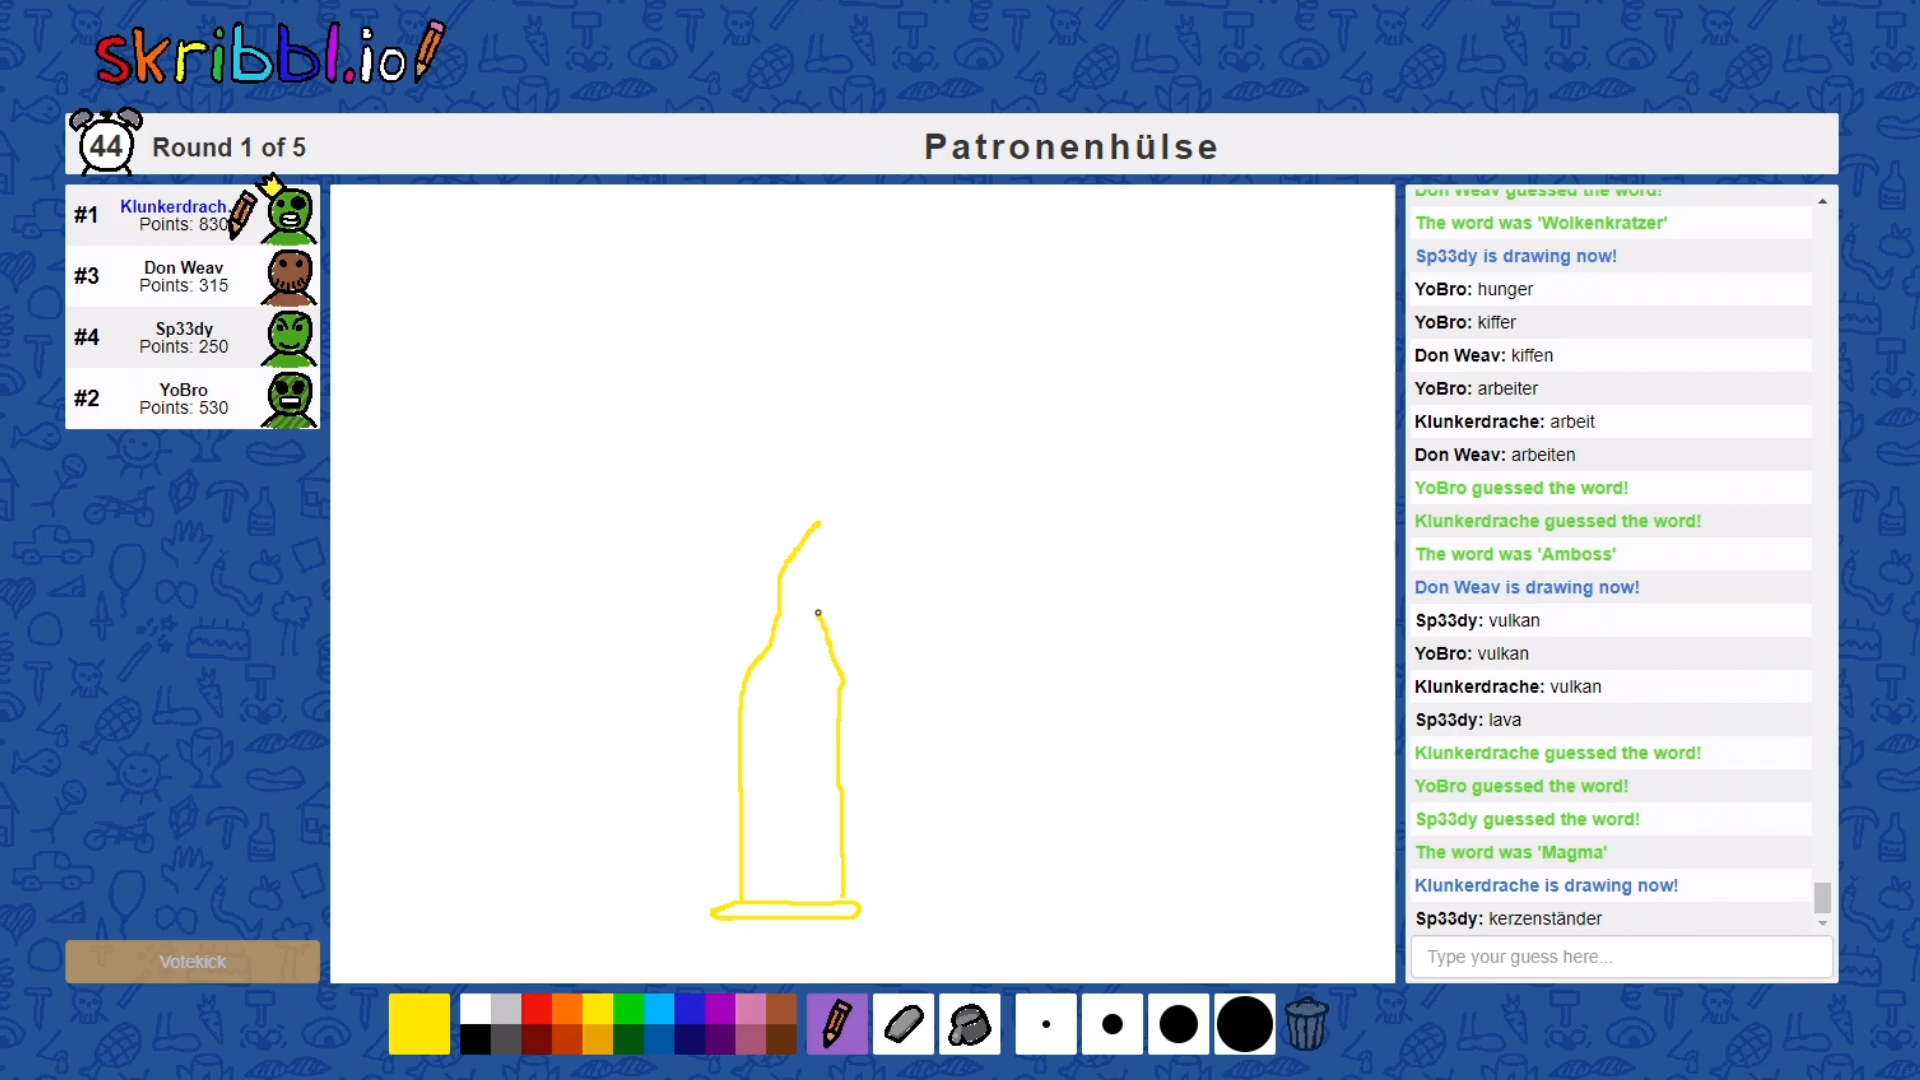 skribbl.io
44
Round 1 of 5
Patronenhülse
#1
Klunkerdrach.
Points: 830
#3
Don Weav
Points: 315
#4
Sp33dy
Points: 250
#2
YoBro
Points: 530
Votekick
Don Weav guessed the word!
The word was 'Wolkenkratzer'
Sp33dy is drawing now!
YoBro: hunger
YoBro: kiffer
Don Weav: kiffen
YoBro: arbeiter
Klunkerdrache: arbeit
Don Weav: arbeiten
YoBro guessed the word!
Klunkerdrache guessed the word!
The word was 'Amboss'
Don Weav is drawing now!
Sp33dy: vulkan
YoBro: vulkan
Klunkerdrache: vulkan
Sp33dy: lava
Klunkerdrache guessed the word!
YoBro guessed the word!
Sp33dy guessed the word!
The word was 'Magma'
Klunkerdrache is drawing now!
Sp33dy: kerzenständer
Type your guess here...